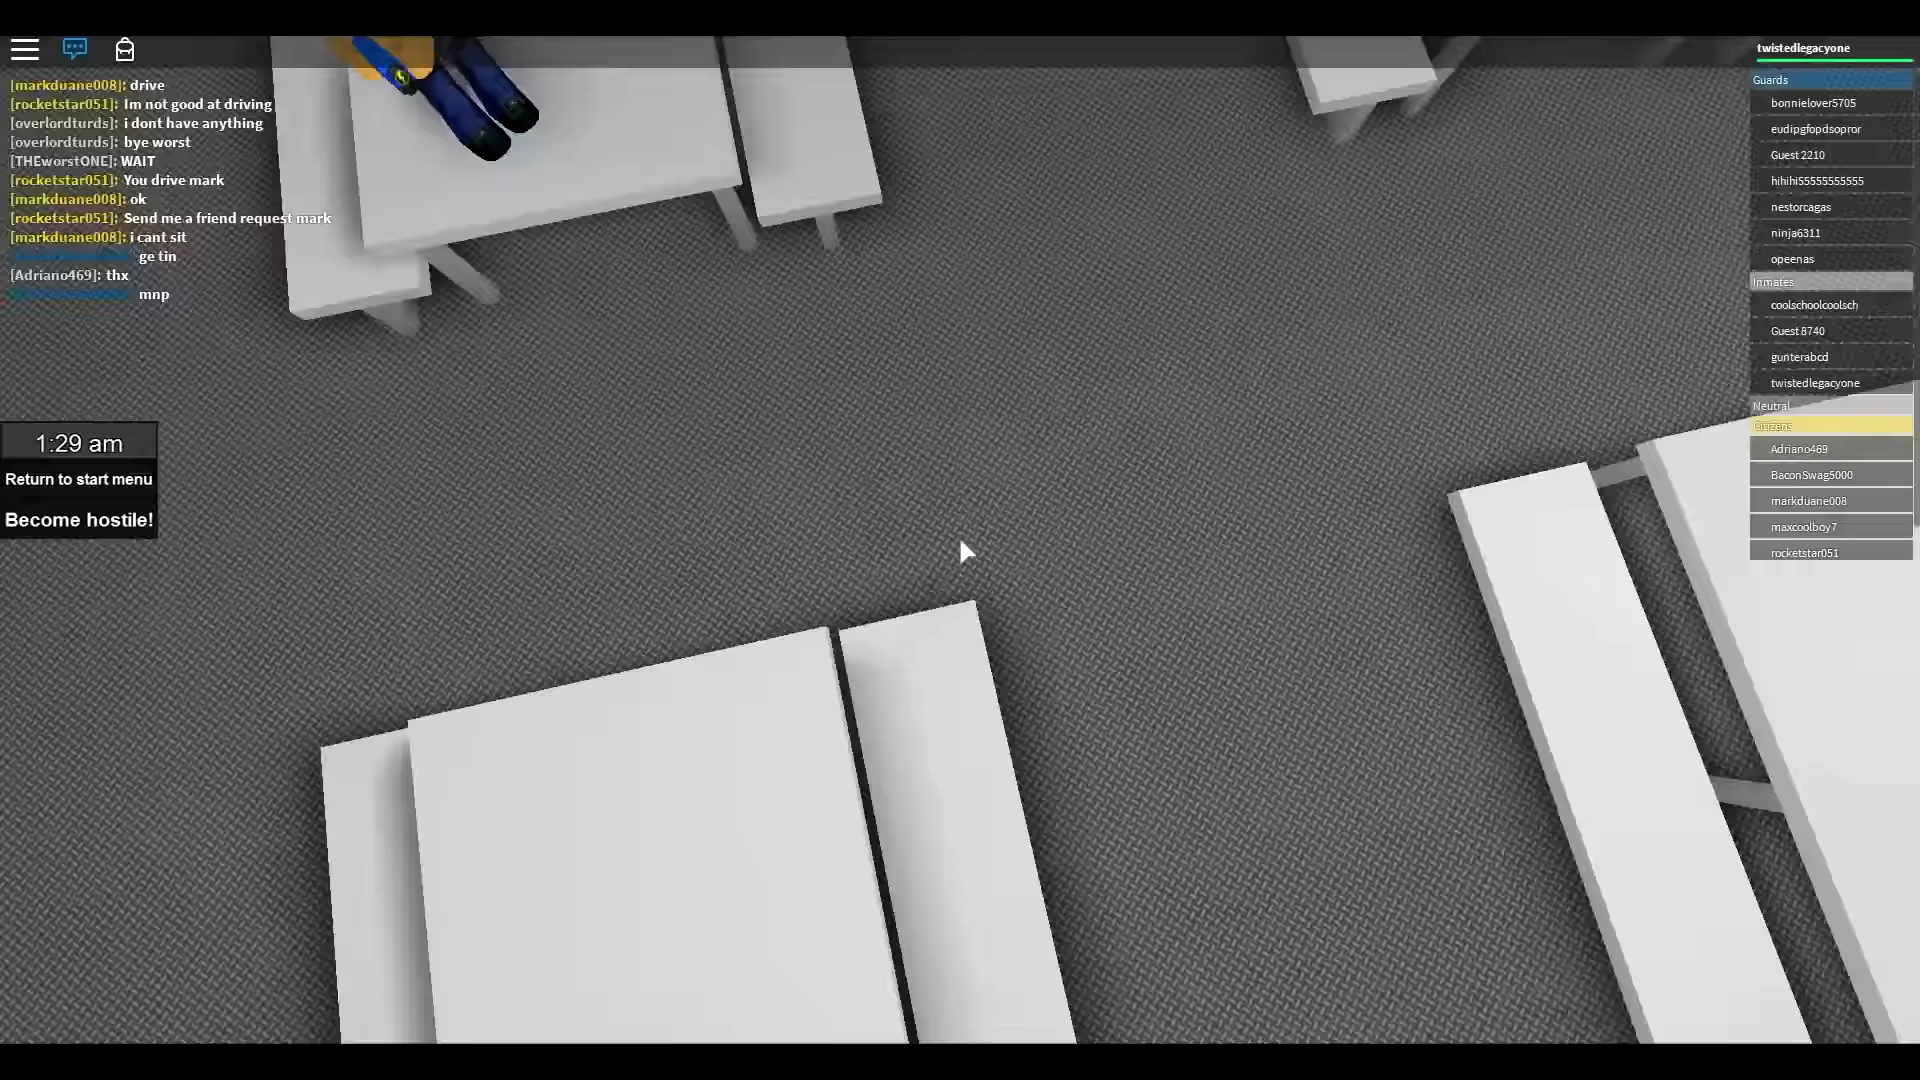 [markduane008]: drive
[rocketstar051]: Im not good at driving
[overlordturds]: i dont have anything
[overlordturds]: bye worst
[THEworstONE]: WAIT
[rocketstar051]: You drive mark
[markduane008]: ok
[rocketstar051]: Send me a friend request mark
[markduane008]: i cant sit
ge tin
[Adriano469]: thx
mnp
1:29 am
Return to start menu
Become hostile!
twistedlegacyone
Guards
bonnielover5705
eudipgfopdsopror
Guest 2210
hihihi55555555555
nestorcagas
ninja6311
opeenas
Inmates
coolschoolcoolsch
Guest 8740
gunterabcd
twistedlegacyone
Neutral
Citizens
Adriano469
BaconSwag5000
markduane008
maxcoolboy7
rocketstar051